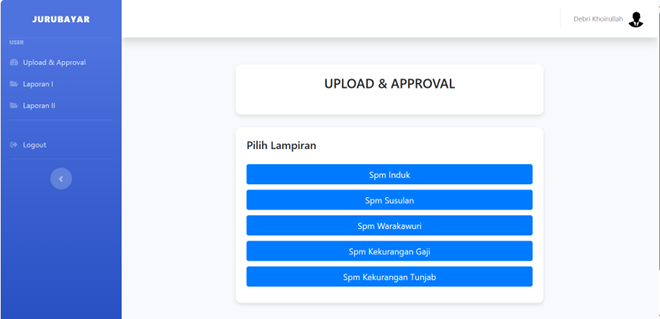 JURUBAYAR
USER
Upload & Approval
Laporan I
Laporan II
Logout
Debri Khoirullah
UPLOAD & APPROVAL
Pilih Lampiran
Spm Induk
Spm Susulan
Spm Warakawuri
Spm Kekurangan Gaji
Spm Kekurangan Tunjab